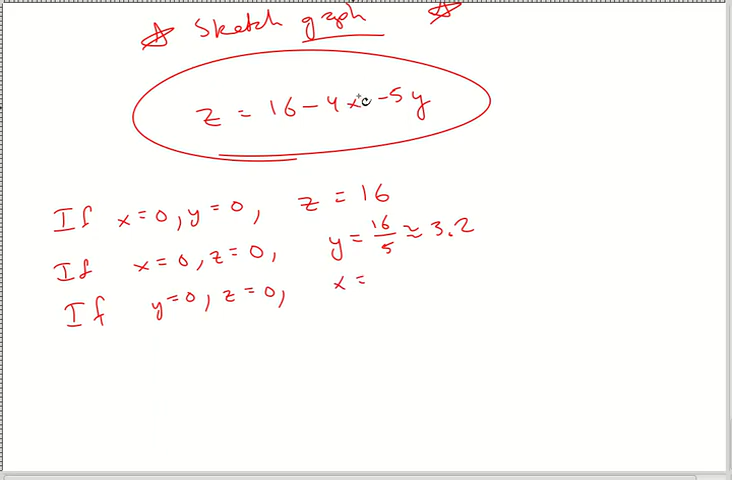 Sketch graph
z = 16 - 4x - 5y
If x = 0, y = 0, z = 16
If x = 0, z = 0, y = 16/5 ≈ 3.2
If y = 0, z = 0, x =